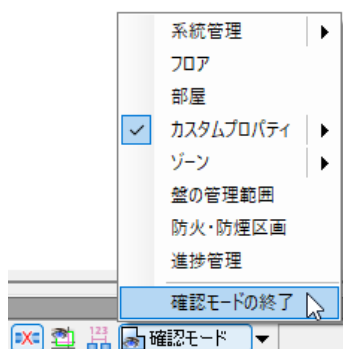 系統管理
フロア
部屋
カスタムプロパティ
ゾーン
盤の管理範囲
防火・防煙区画
進捗管理
確認モードの終了
123
確認モード